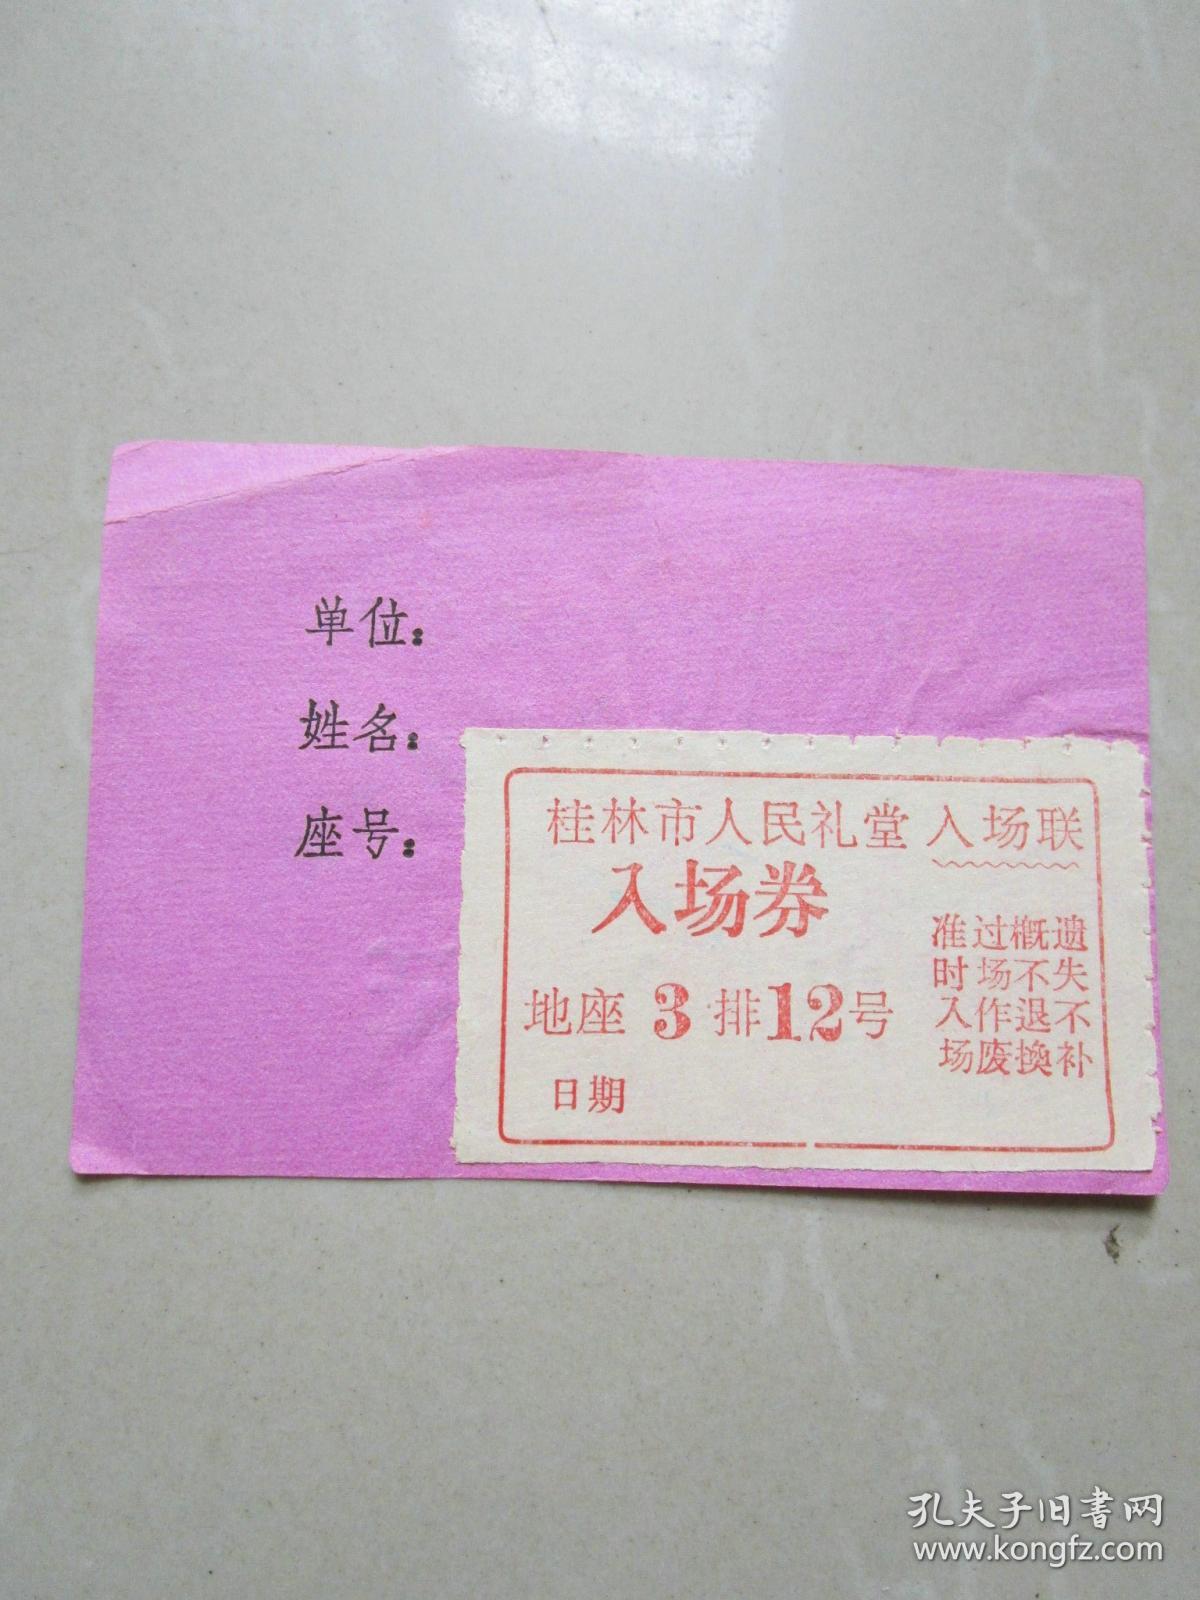 单位：
姓名：
座号：
桂林市人民礼堂 入场联
入场券
地座 3 排 12 号
日期
准时入场
过场作废
概不退换
遗失不补
孔夫子旧书网
www.kongfz.com